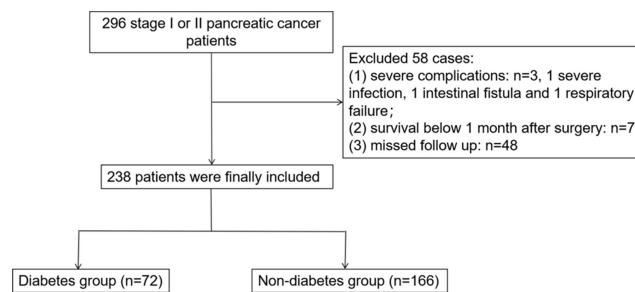 296 stage I or II pancreatic cancer
patients
Excluded 58 cases:
(1) severe complications: n=3, 1 severe
infection, 1 intestinal fistula and 1 respiratory
failure;
(2) survival below 1 month after surgery: n=7
(3) missed follow up: n=48
238 patients were finally included
Diabetes group (n=72)
Non-diabetes group (n=166)